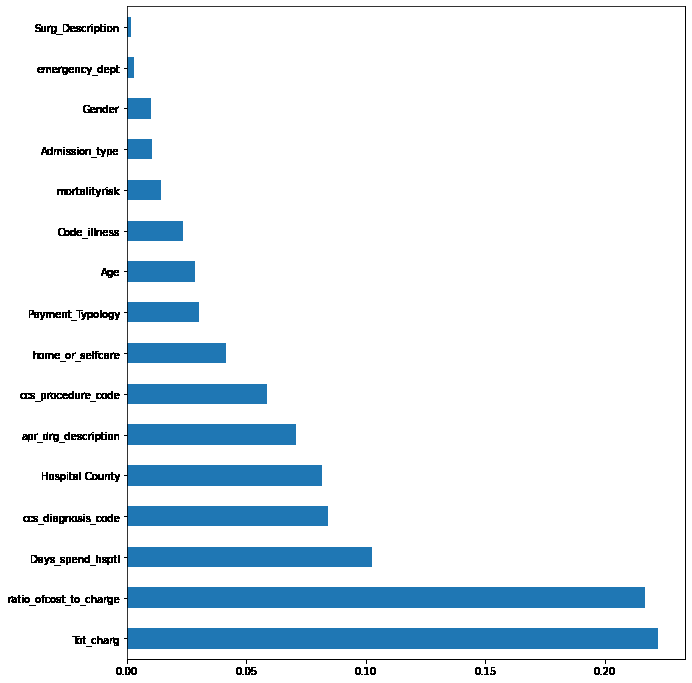 Surg_Description
emergency_dept
Gender
Admission_type
mortalityrisk
Code_illness
Age
Payment_Typology
home_or_selfcare
ccs_procedure_code
apr_drg_description
Hospital County
ccs_diagnosis_code
Days_spend_hsptl
ratio_ofcost_to_charge
Tot_charg
0.00 0.05 0.10 0.15 0.20